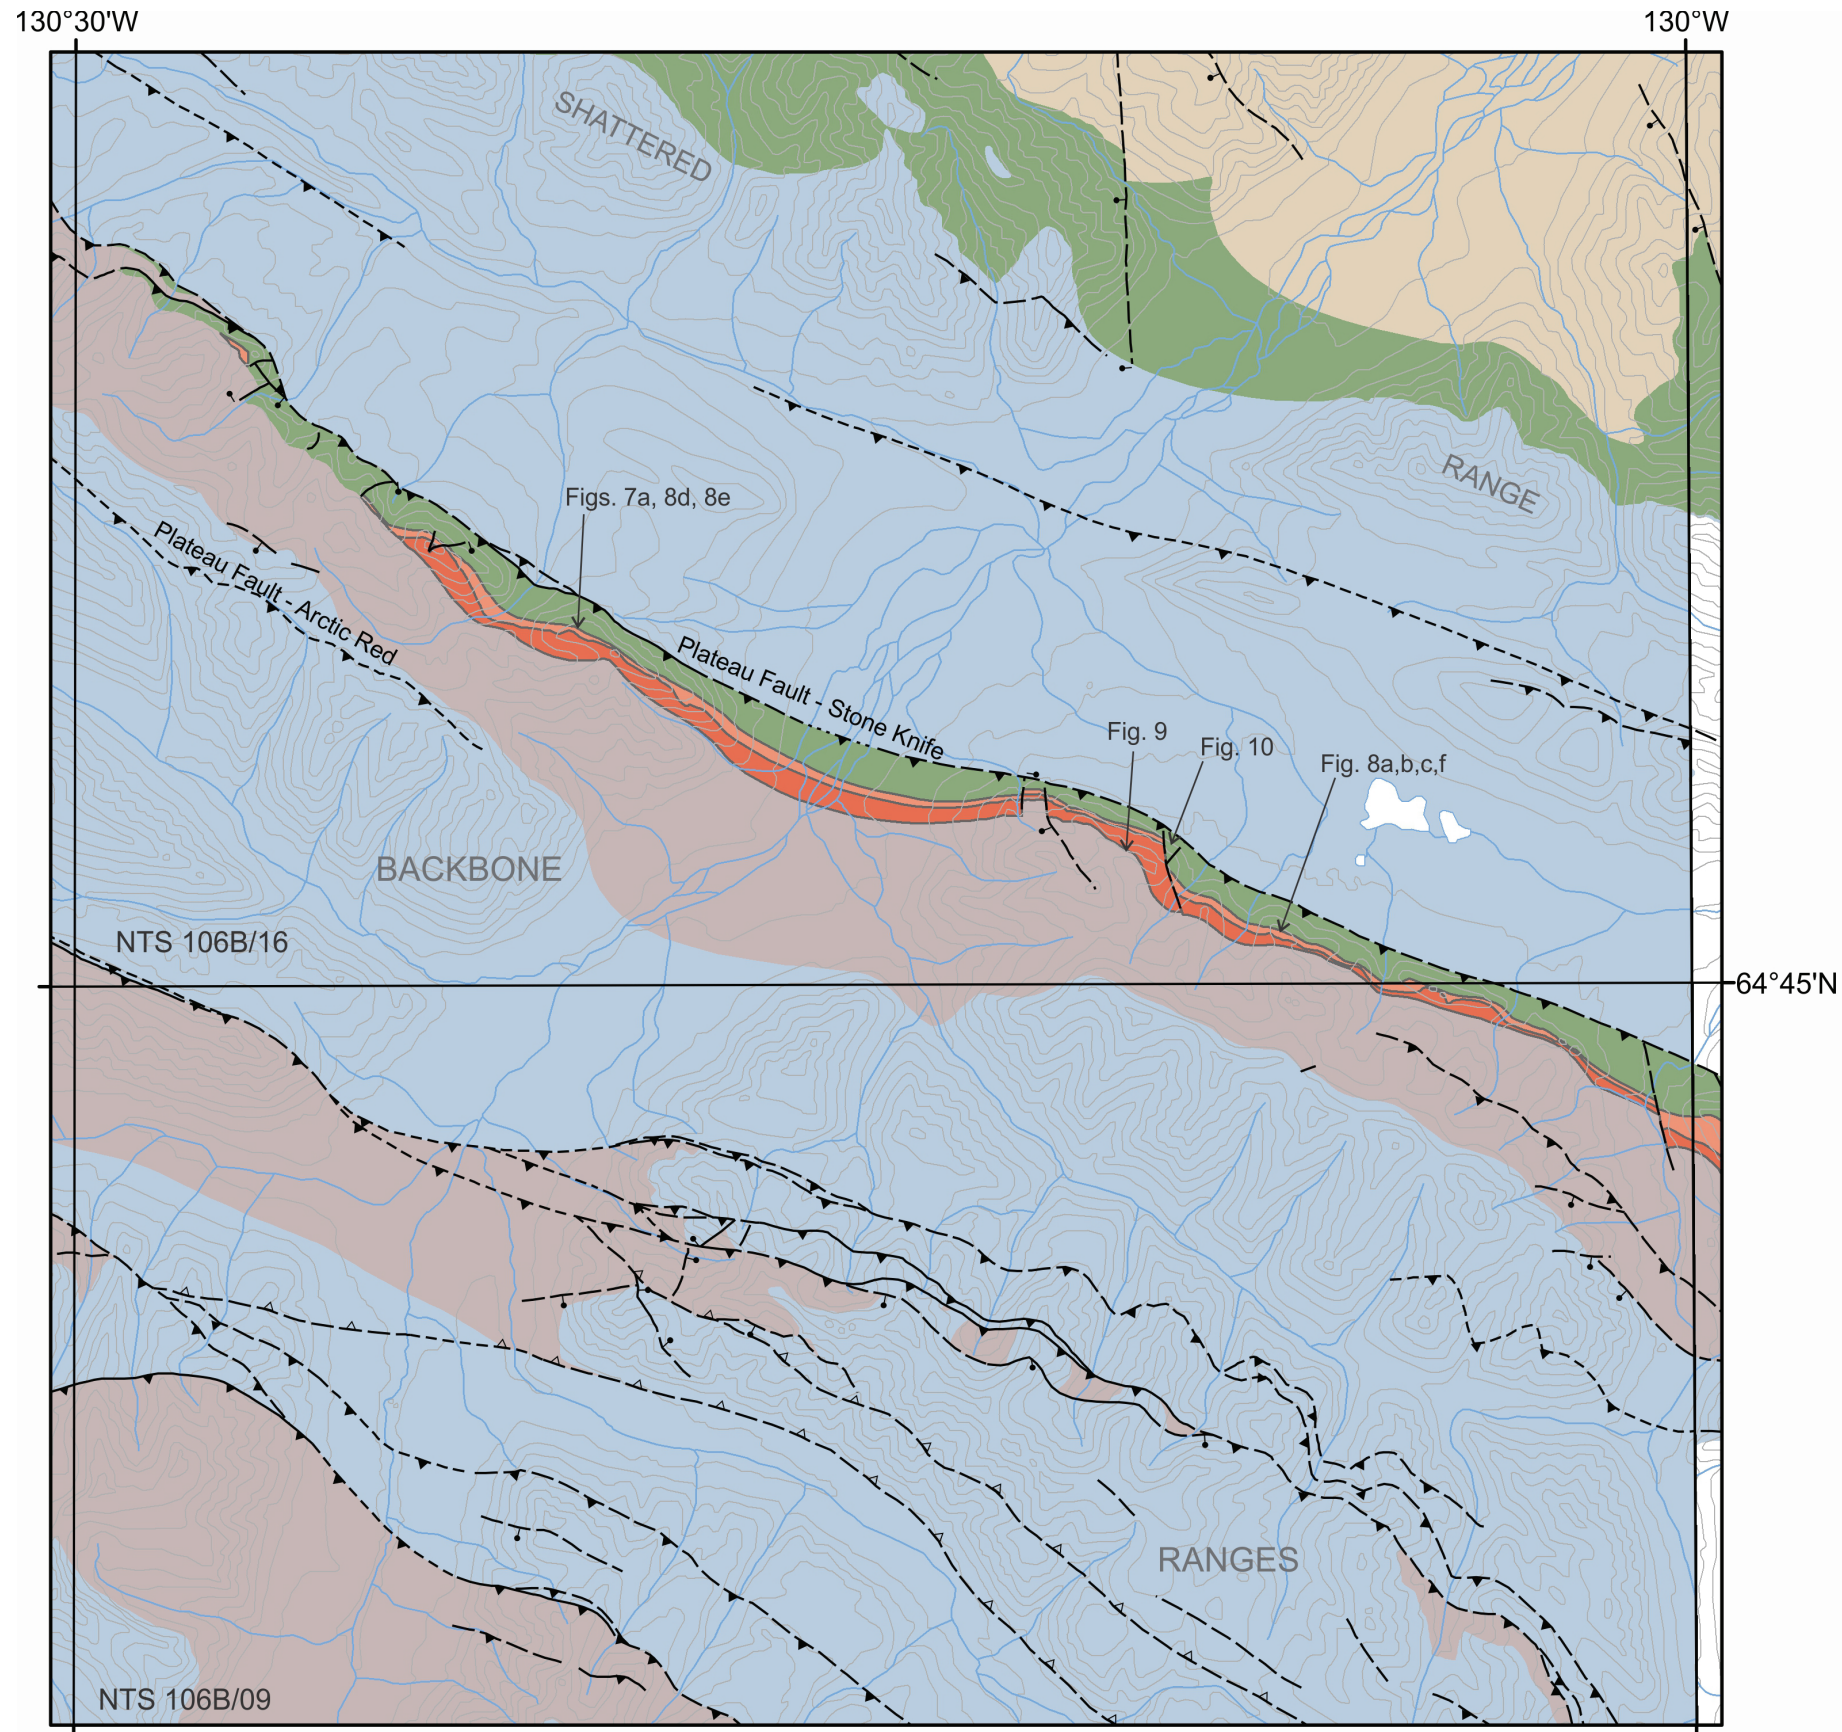 130°30'W
130°W
SHATTERED
RANGE
Figs. 7a, 8d, 8e
Plateau Fault - Arctic Red
Plateau Fault - Stone Knife
Fig. 9
Fig. 10
Fig. 8a,b,c,f
BACKBONE
NTS 106B/16
64°45'N
RANGES
NTS 106B/09